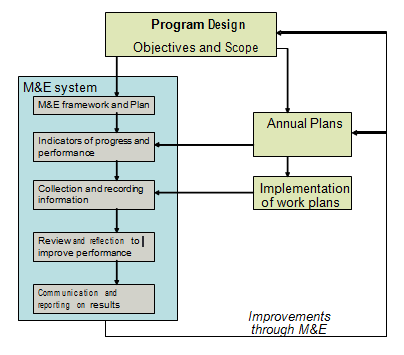 Program Design
Objectives and Scope
M&E system
M&E framework and Plan
Indicators of progress and
performance
Collection and recording
information
Review and reflection to
improve performance
Communication and
reporting on results
Annual Plans
Implementation
of work plans
Improvements
through M&E